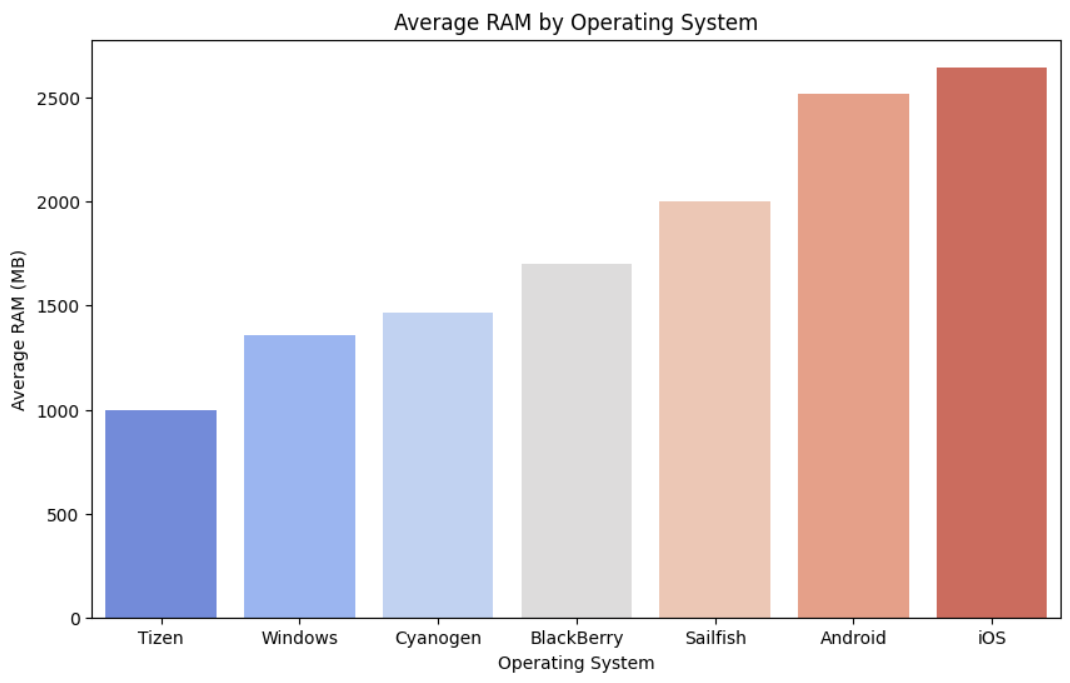 Average RAM by Operating System
Average RAM (MB)
2500
2000
1500
1000
500
0
Tizen Windows Cyanogen BlackBerry Sailfish Android iOS
Operating System